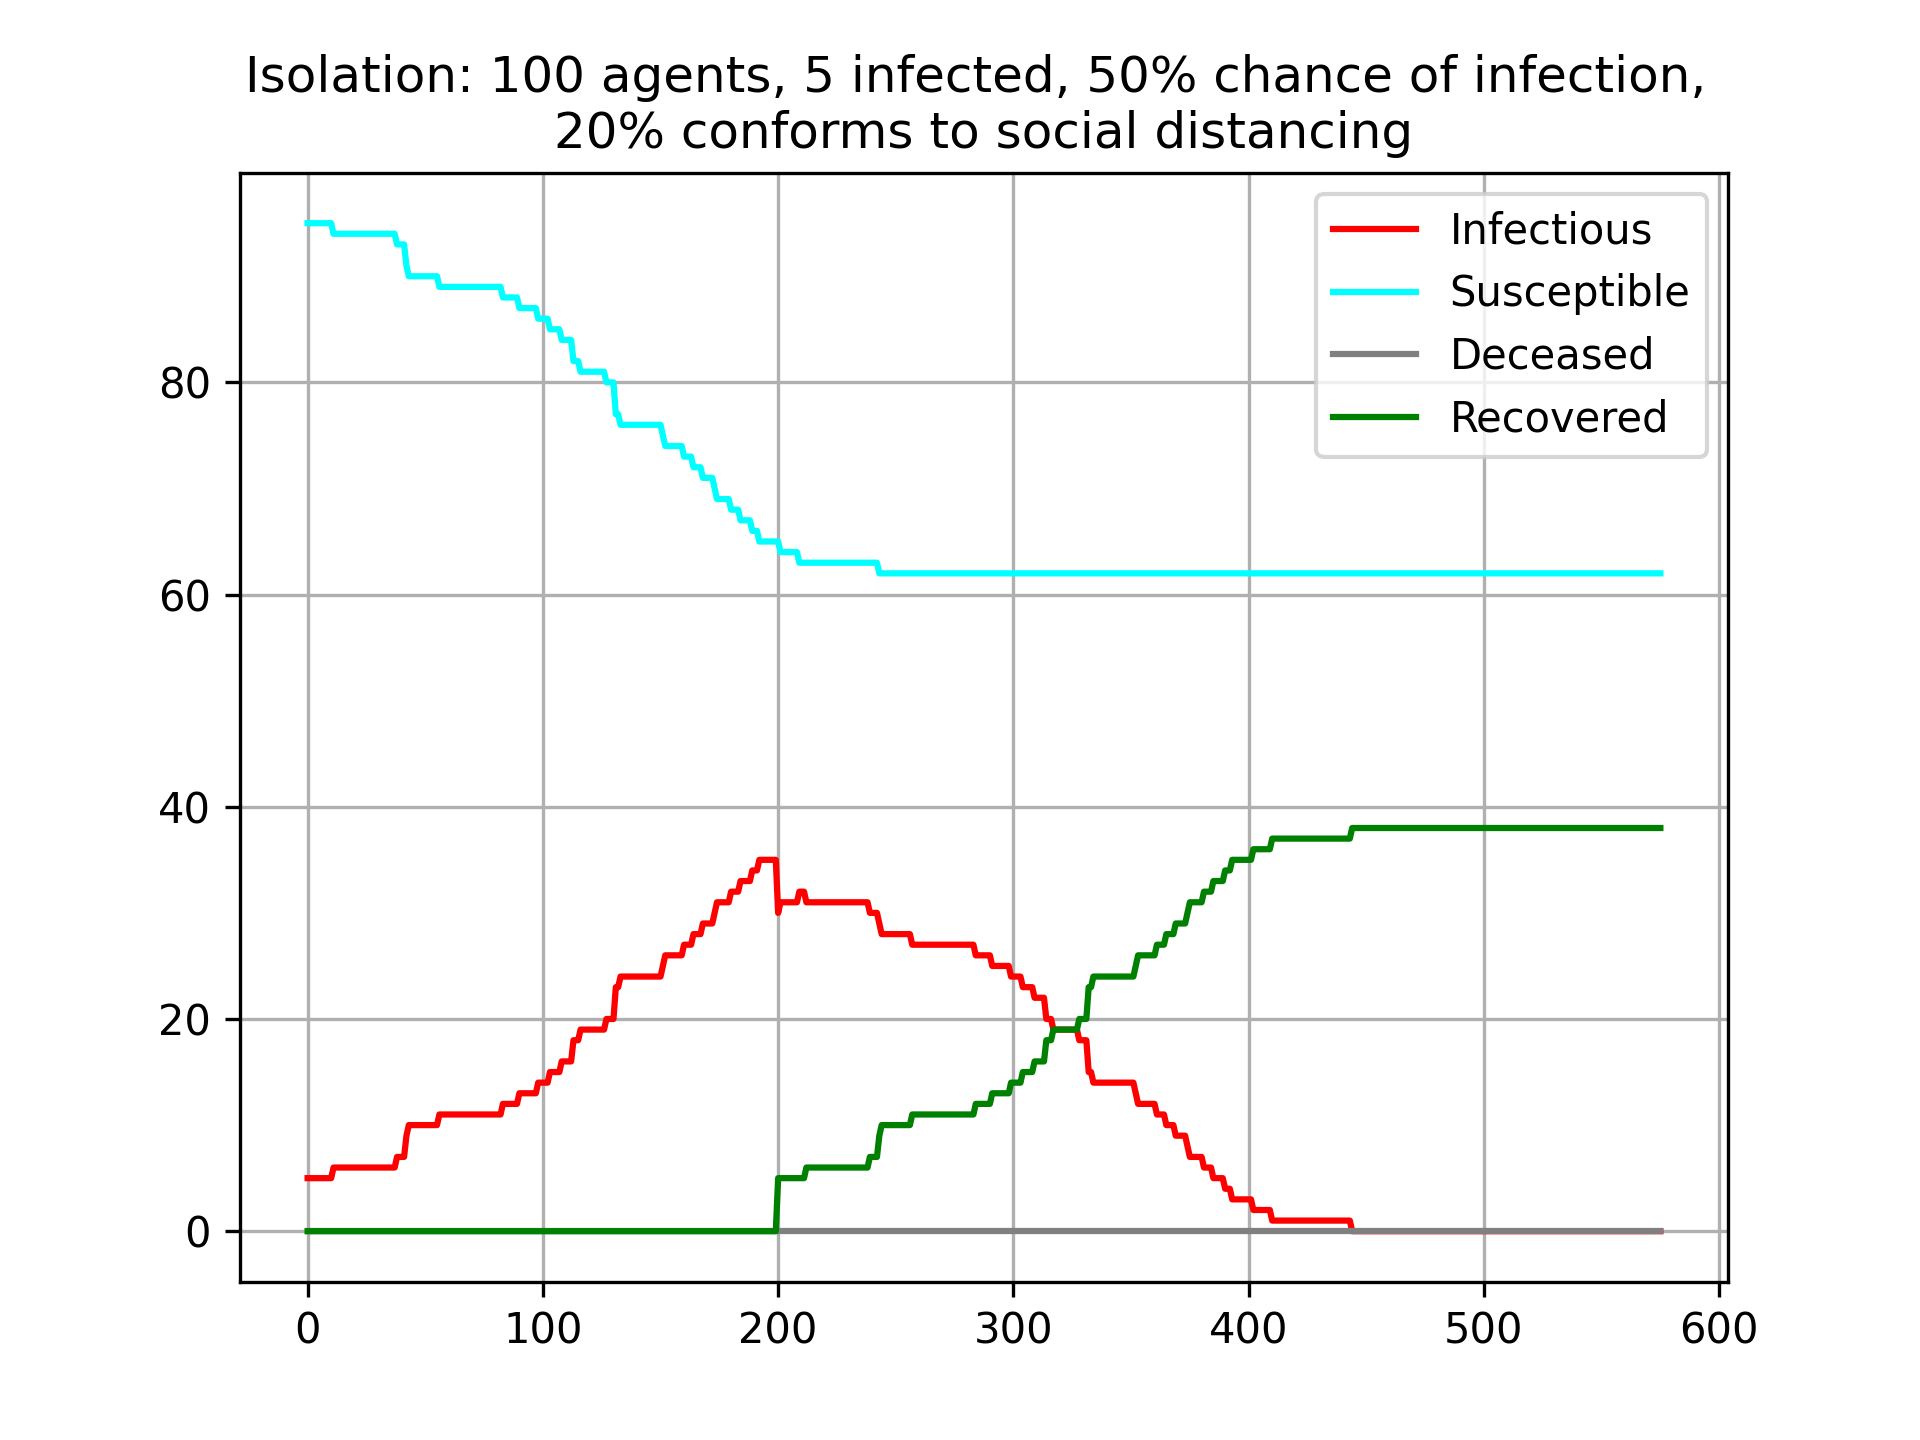 Isolation: 100 agents, 5 infected, 50% chance of infection,
20% conforms to social distancing
Infectious
Susceptible
Deceased
Recovered
80
60
40
20
0
0 100 200 300 400 500 600